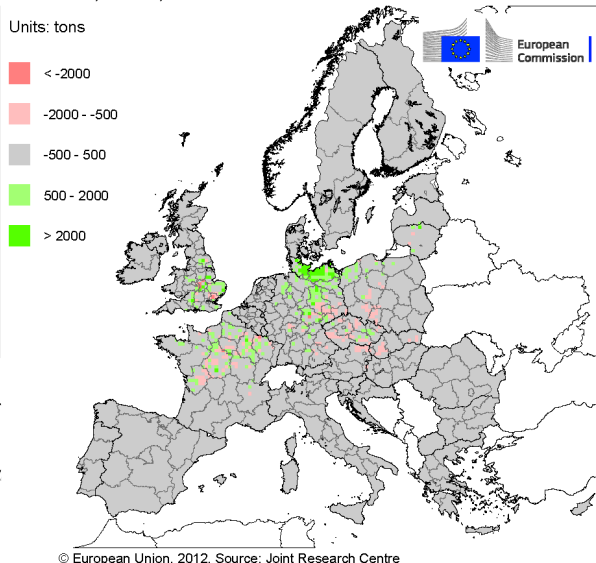 Units: tons
European
Commission
< -2000
-2000 - -500
-500 - 500
500 - 2000
> 2000
© European Union, 2012. Source: Joint Research Centre